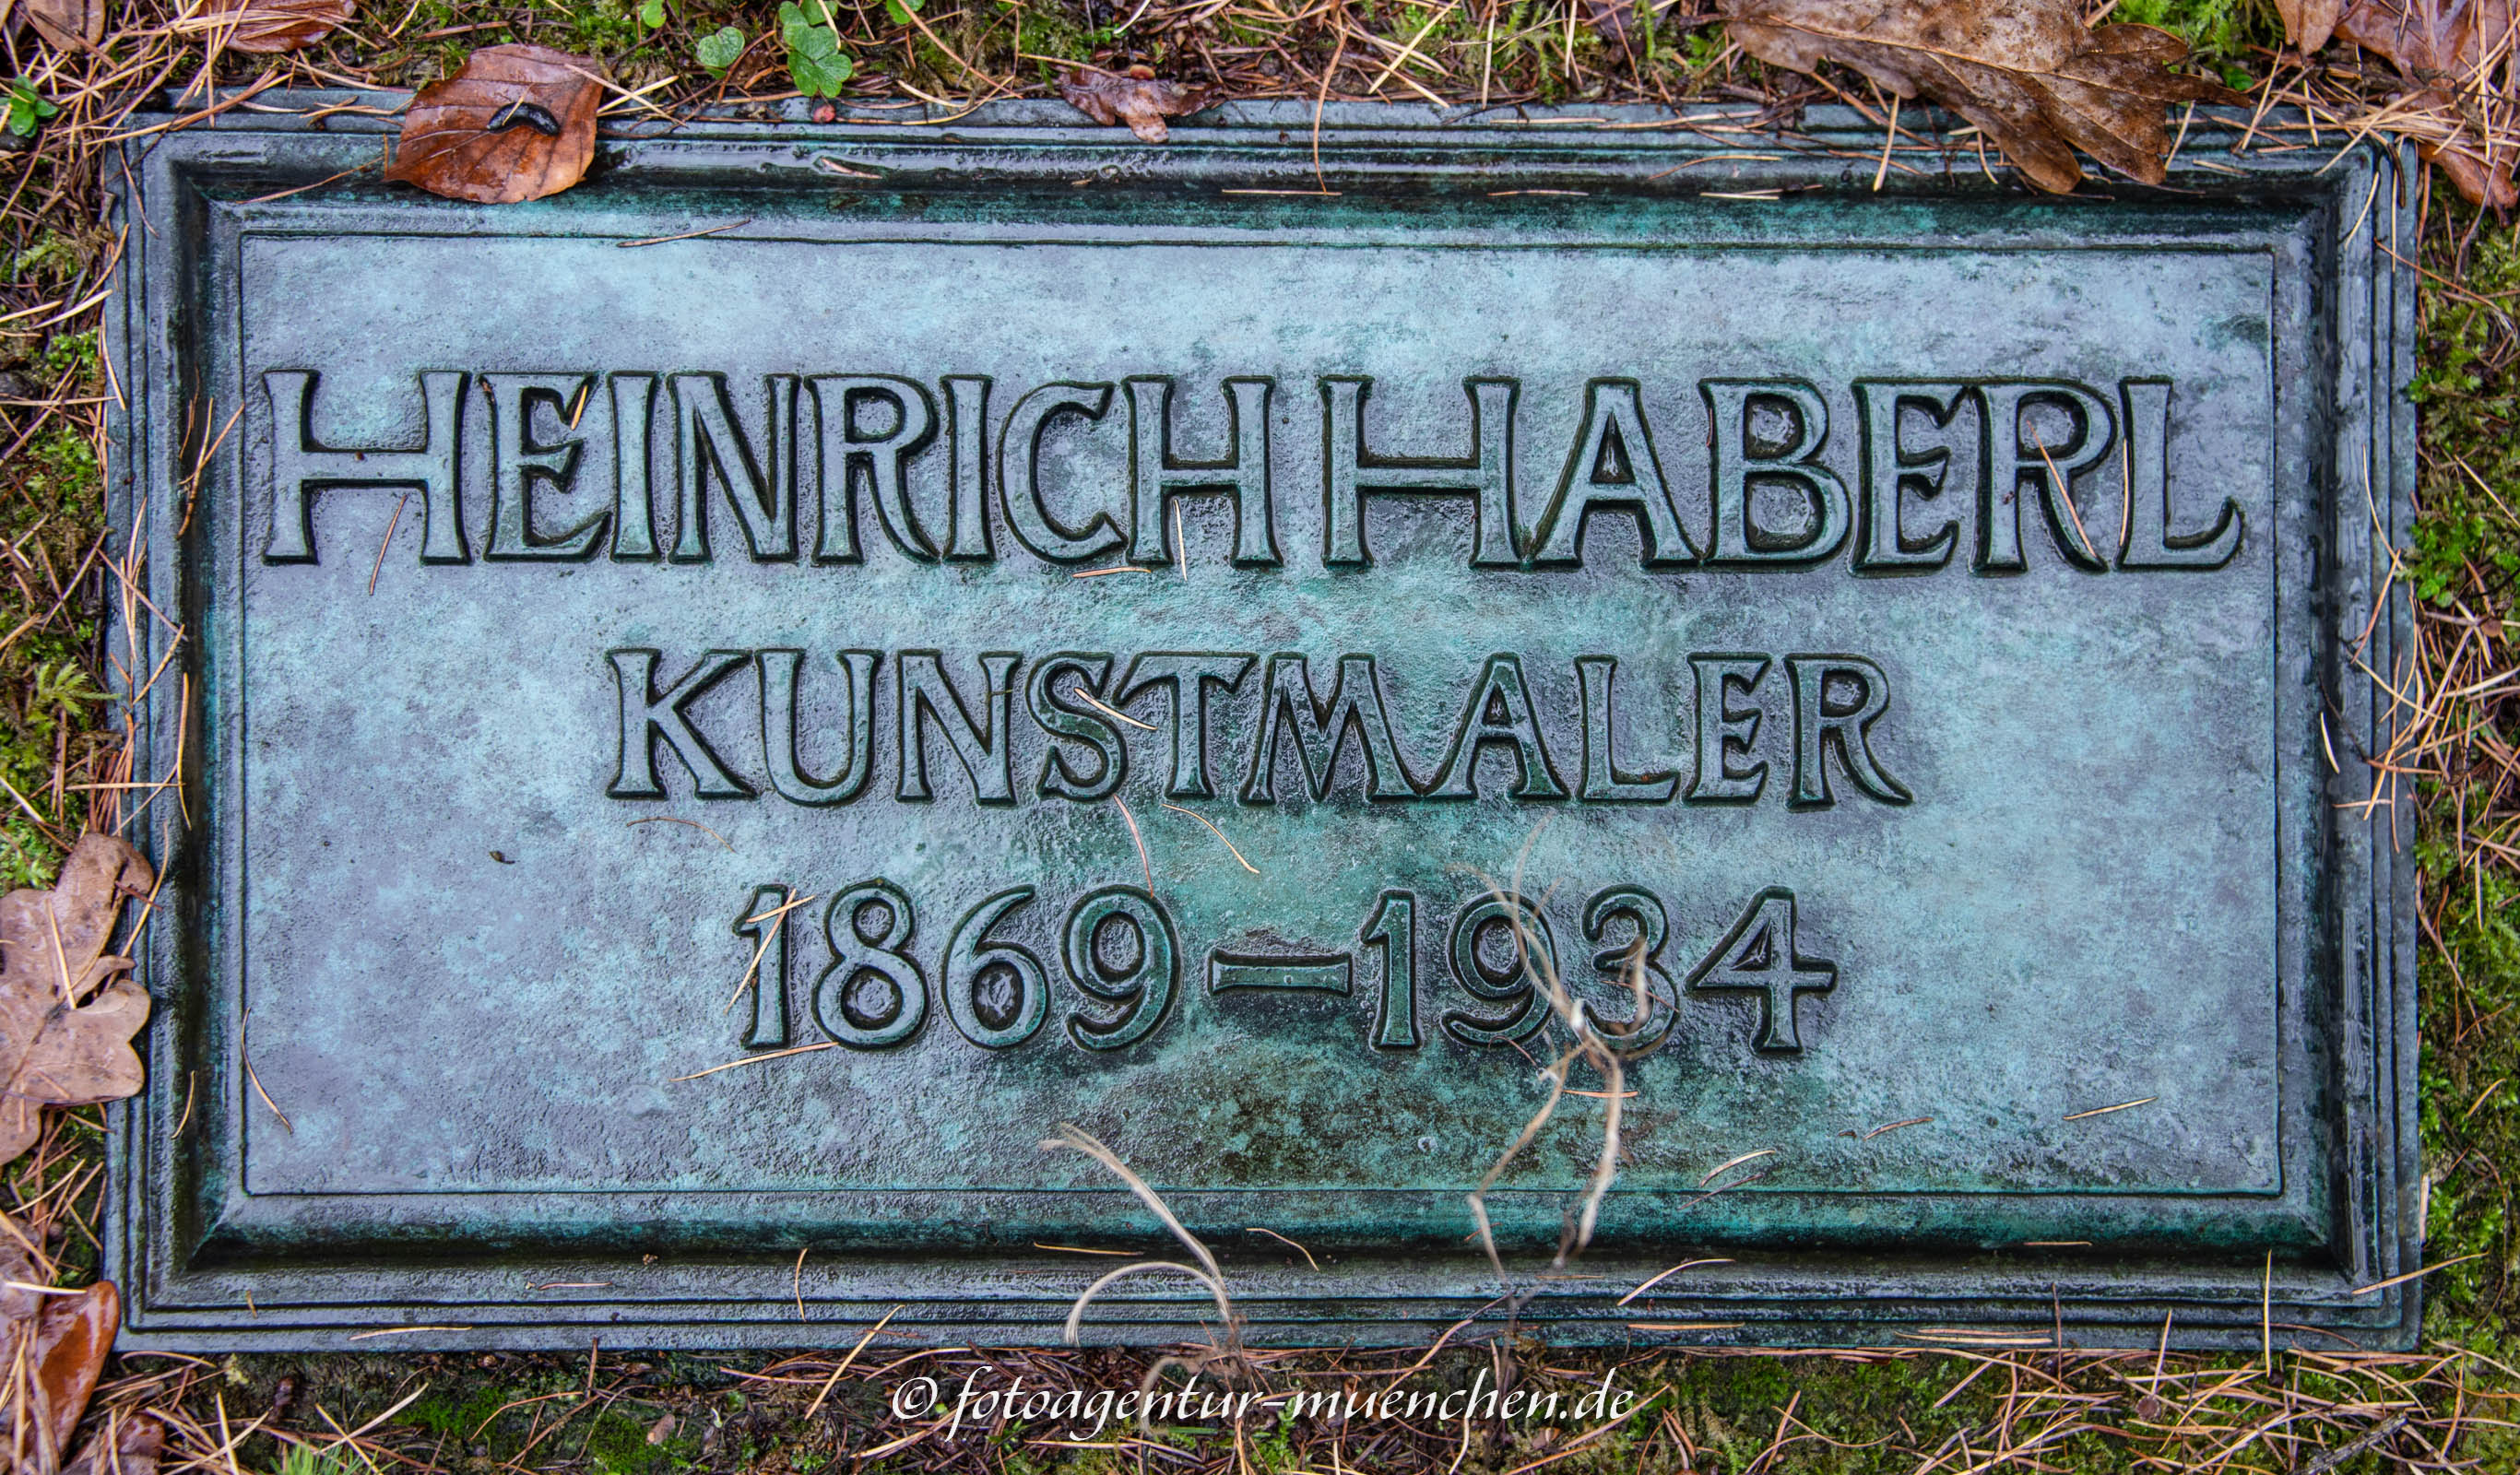 HEINRICH HABERL
KUNSTMALER
1869–1934
© fotoagentur-muenchen.de